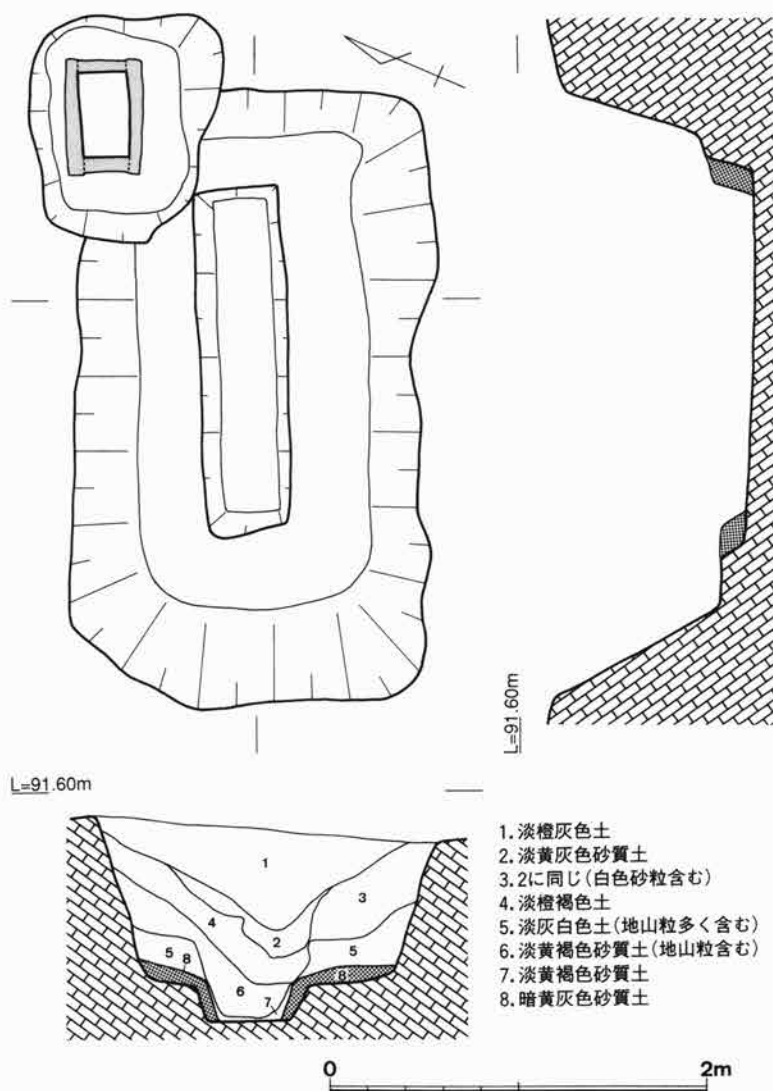 L=91.60m
L=91.60m
1
2
3
4
5
5
6
7
8
8
1.淡橙灰色土
2.淡黄灰色砂質土
3.2に同じ(白色砂粒含む)
4.淡橙褐色土
5.淡灰白色土(地山粒多く含む)
6.淡黄褐色砂質土(地山粒含む)
7.淡黄褐色砂質土
8.暗黄灰色砂質土
0 2m